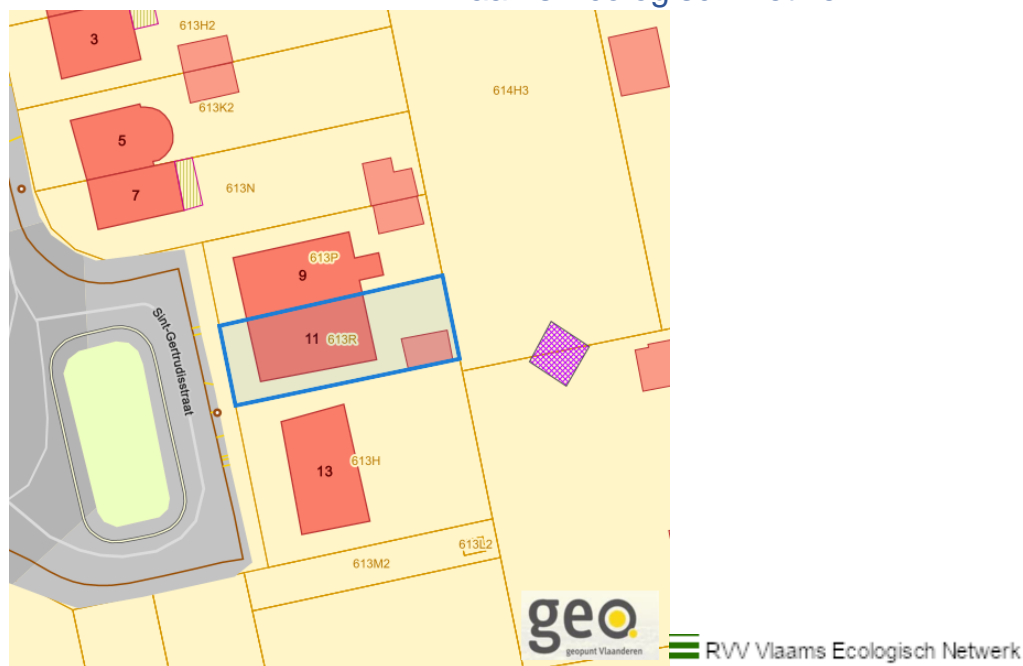 613H2
3
614H3
613K2
5
7
613N
9
613P
11
613R
Sint-Gertrudisstraat
13
613H
613L2
613M2
geo.
geopunt Vlaanderen
RVV Vlaams Ecologisch Netwerk